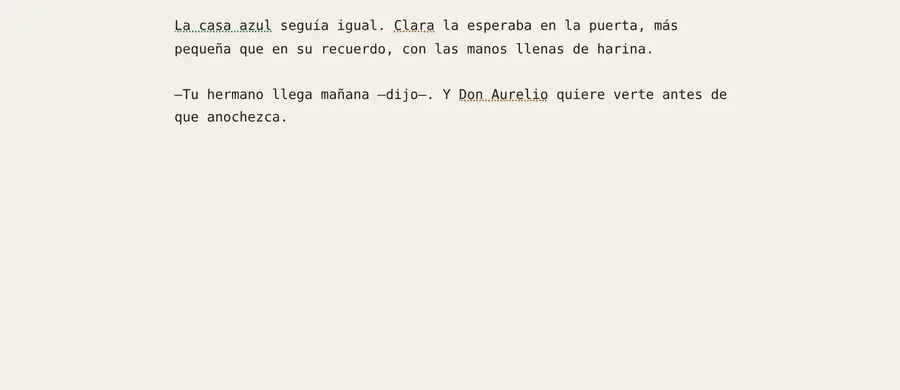 La casa azul seguía igual. Clara la esperaba en la puerta, más
pequeña que en su recuerdo, con las manos llenas de harina.
—Tu hermano llega mañana —dijo—. Y Don Aurelio quiere verte antes de
que anochezca.